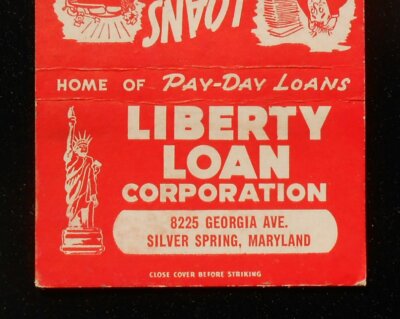 LOANS
HOME OF PAY-DAY LOANS
LIBERTY
LOAN
CORPORATION
8225 GEORGIA AVE.
SILVER SPRING, MARYLAND
CLOSE COVER BEFORE STRIKING